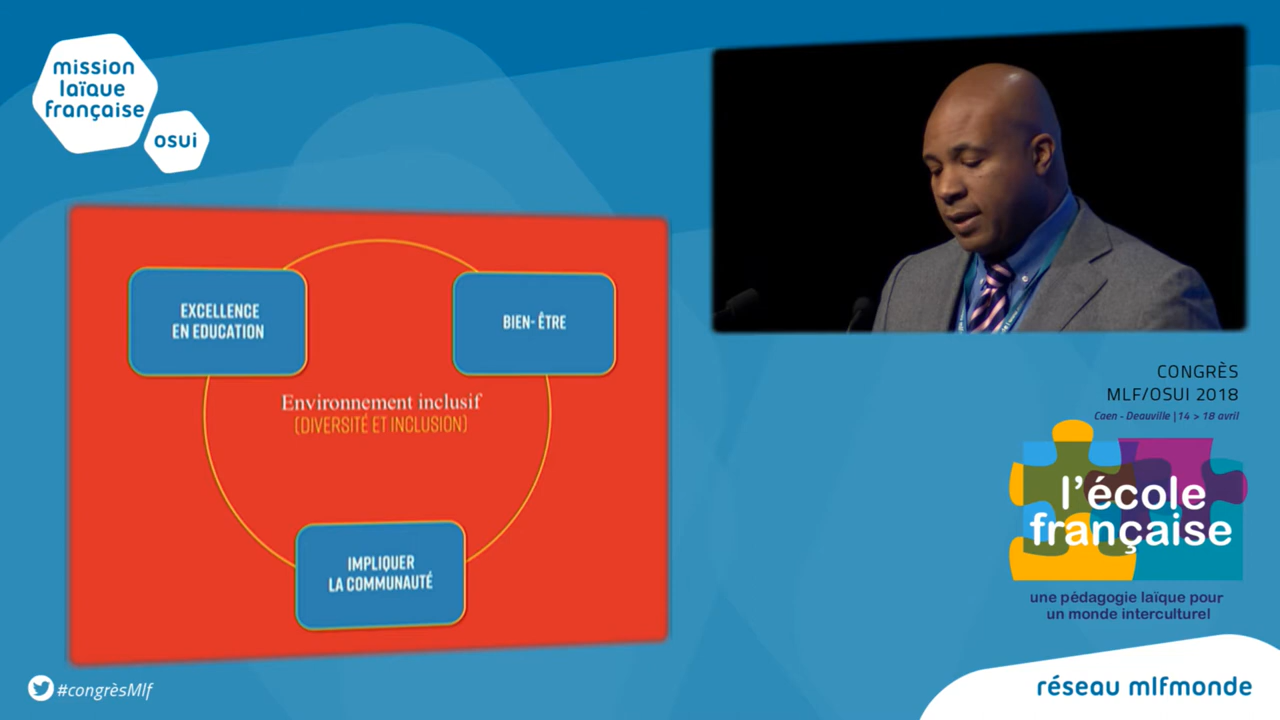 mission
laïque
française
osui
EXCELLENCE
EN EDUCATION
BIEN- ÊTRE
Environnement inclusif
(DIVERSITÉ ET INCLUSION)
IMPLIQUER
LA COMMUNAUTÉ
CONGRÈS
MLF/OSUI 2018
Caen - Deauville | 14 > 18 avril
l'école
française
une pédagogie laïque pour
un monde interculturel
#congrèsMlf
réseau mlfmonde